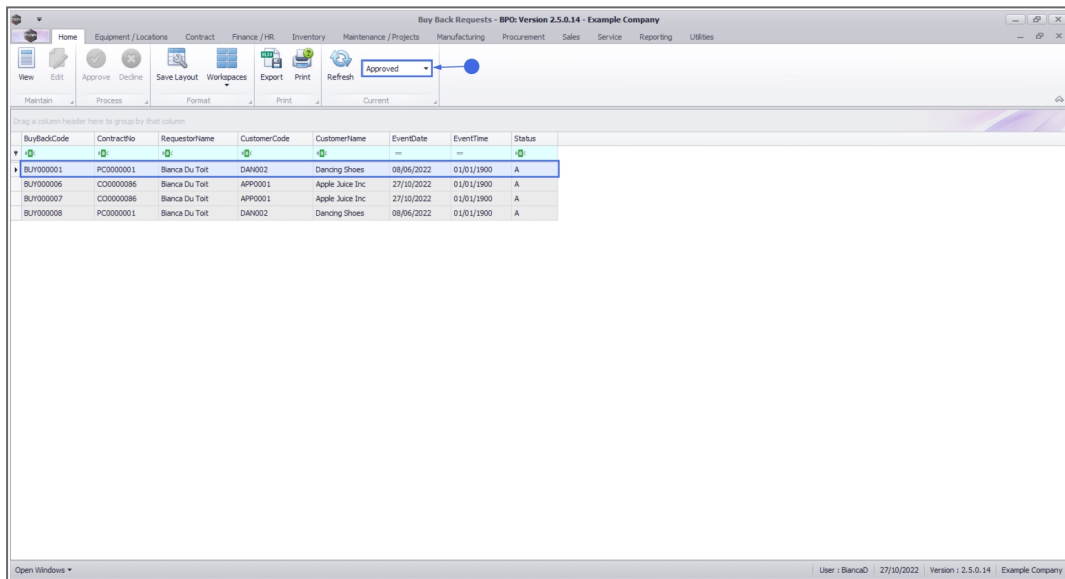 Buy Back Requests - BPO: Version 2.5.0.14 - Example Company
Home Equipment / Locations Contract Finance / HR Inventory Maintenance / Projects Manufacturing Procurement Sales Service Reporting Utilities
View Edit Approve Decline Save Layout Workspaces Export Print Refresh Approved
Maintain Process Format Print Current
Drag a column header here to group by that column
BuyBackCode ContractNo RequestorName CustomerCode CustomerName EventDate EventTime Status
BUY000001 PC0000001 Bianca Du Toit DAN002 Dancing Shoes 08/06/2022 01/01/1900 A
BUY000006 CO0000086 Bianca Du Toit APP0001 Apple Juice Inc 27/10/2022 01/01/1900 A
BUY000007 CO0000086 Bianca Du Toit APP0001 Apple Juice Inc 27/10/2022 01/01/1900 A
BUY000008 PC0000001 Bianca Du Toit DAN002 Dancing Shoes 08/06/2022 01/01/1900 A
Open Windows User : BiancaD 27/10/2022 Version : 2.5.0.14 Example Company